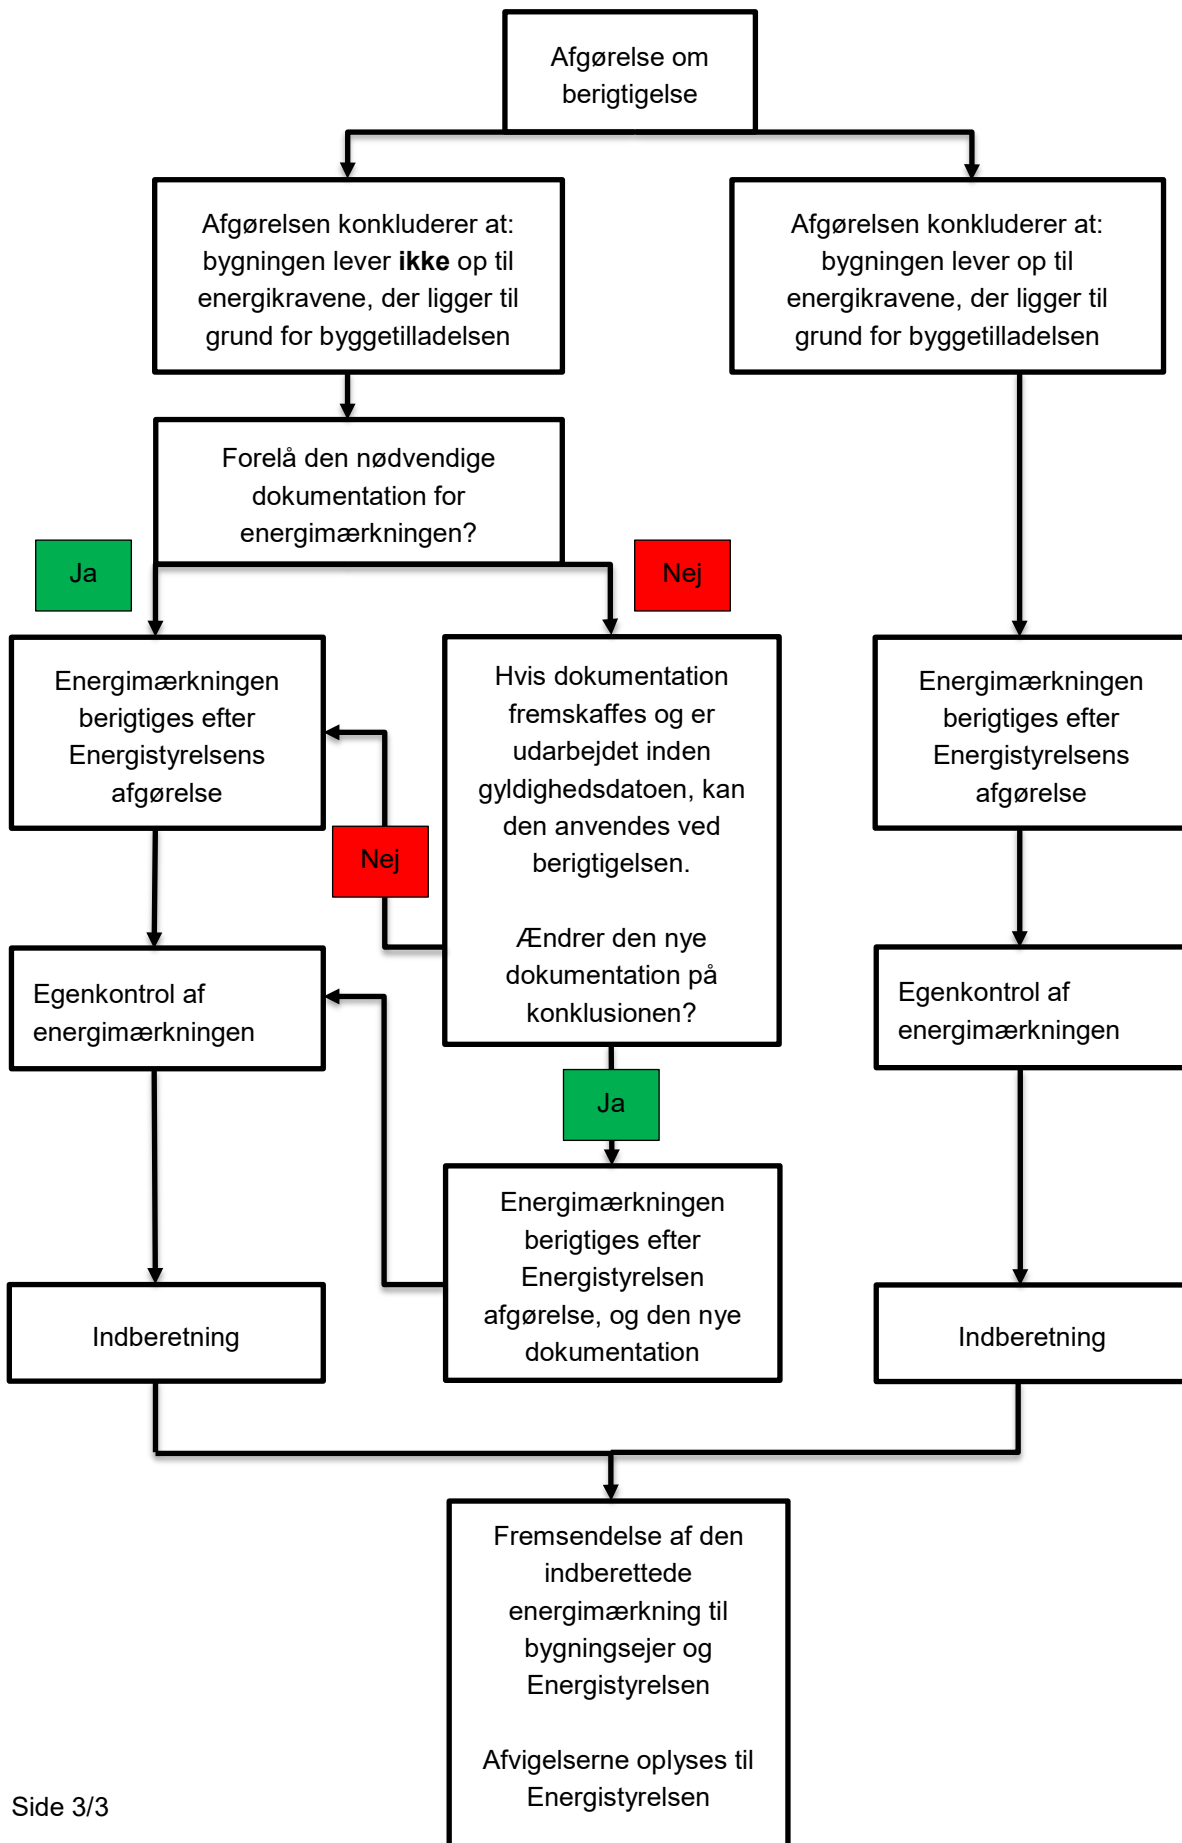 Afgørelse om
berigtigelse
Afgørelsen konkluderer at:
bygningen lever ikke op til
energikravene, der ligger til
grund for byggetilladelsen
Afgørelsen konkluderer at:
bygningen lever op til
energikravene, der ligger til
grund for byggetilladelsen
Forelå den nødvendige
dokumentation for
energimærkningen?
Ja
Nej
Energimærkningen
berigtiges efter
Energistyrelsens
afgørelse
Hvis dokumentation
fremskaffes og er
udarbejdet inden
gyldighedsdatoen, kan
den anvendes ved
berigtigelsen.
Ændrer den nye
dokumentation på
konklusionen?
Energimærkningen
berigtiges efter
Energistyrelsens
afgørelse
Nej
Egenkontrol af
energimærkningen
Egenkontrol af
energimærkningen
Ja
Energimærkningen
berigtiges efter
Energistyrelsen
afgørelse, og den nye
dokumentation
Indberetning
Indberetning
Fremsendelse af den
indberettede
energimærkning til
bygningsejer og
Energistyrelsen
Afvigelserne oplyses til
Energistyrelsen
Side 3/3